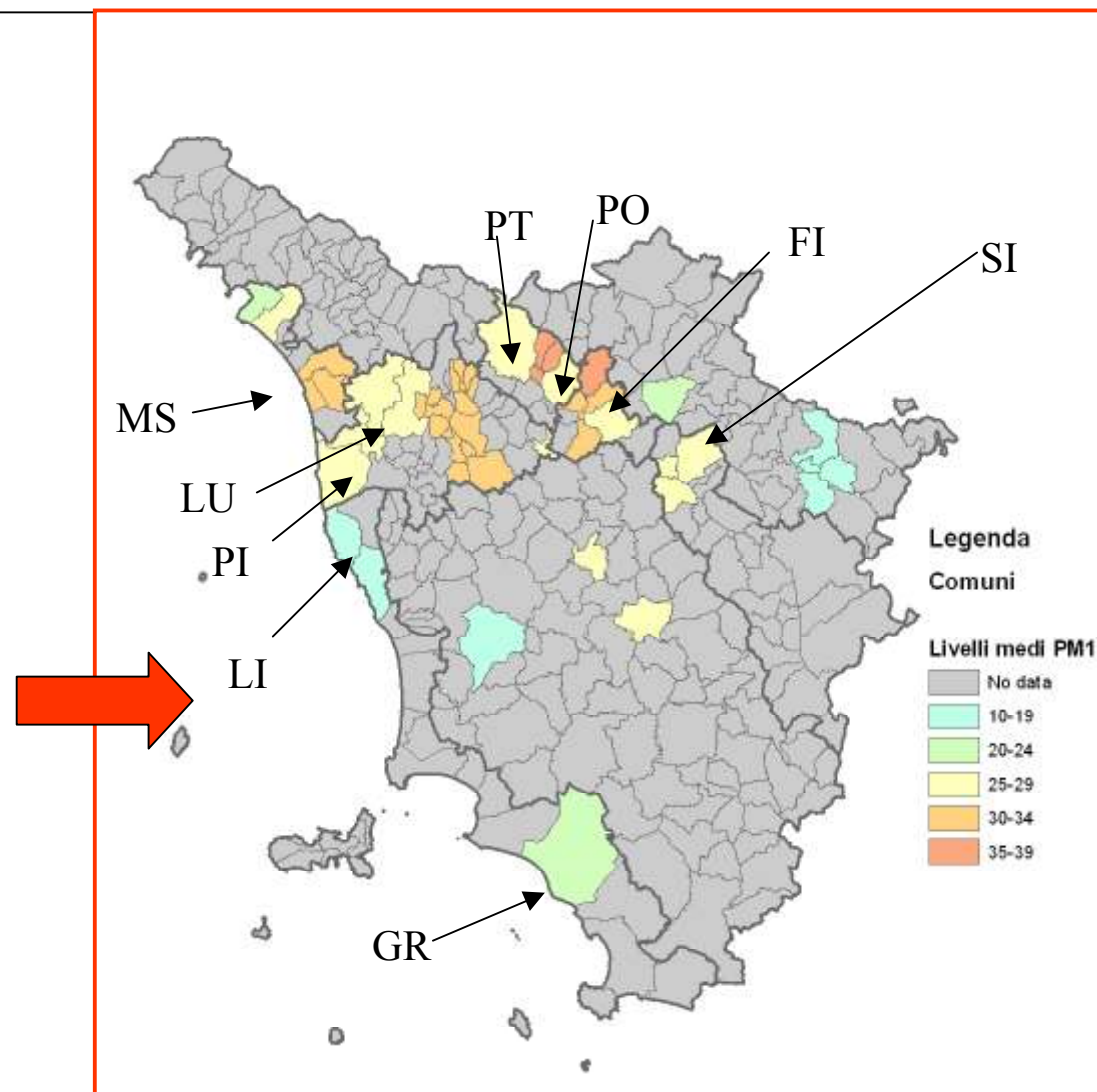 PT
PO
FI
SI
MS
LU
PI
LI
GR
Legenda
Comuni
Livelli medi PM1
No data
10-19
20-24
25-29
30-34
35-39